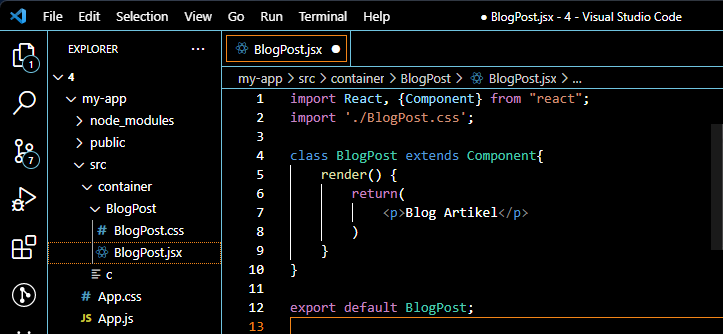 File Edit Selection View Go Run Terminal Help ● BlogPost.jsx - 4 - Visual Studio Code
EXPLORER
4
my-app
node_modules
public
src
container
BlogPost
# BlogPost.css
BlogPost.jsx
c
# App.css
JS App.js
1
7
BlogPost.jsx ●
my-app > src > container > BlogPost > BlogPost.jsx > ...
1 import React, {Component} from "react";
2 import './BlogPost.css';
3
4 class BlogPost extends Component{
5 render() {
6 return(
7 <p>Blog Artikel</p>
8 )
9 }
10 }
11
12 export default BlogPost;
13